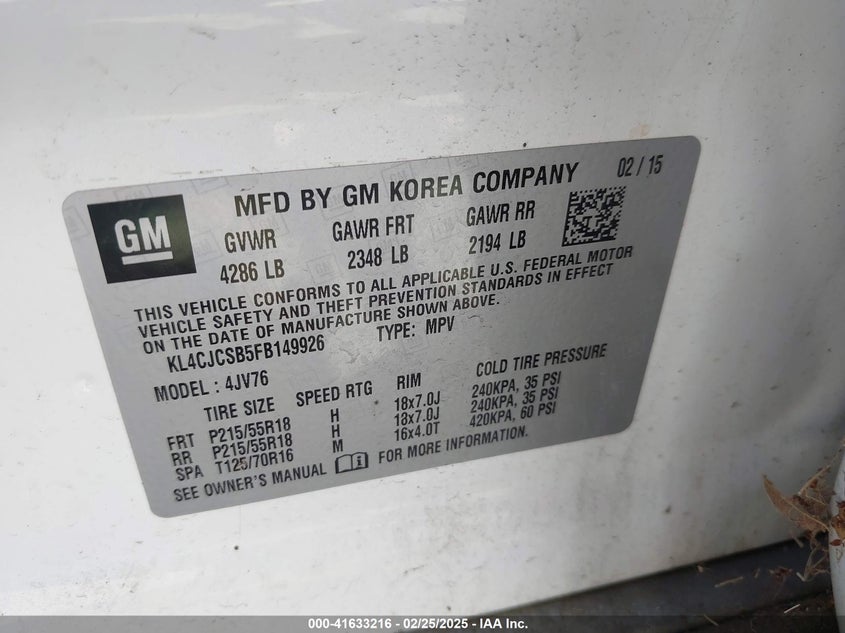 GM
MFD BY GM KOREA COMPANY 02 / 15
GVWR GAWR FRT GAWR RR
4286 LB 2348 LB 2194 LB
THIS VEHICLE CONFORMS TO ALL APPLICABLE U.S. FEDERAL MOTOR
VEHICLE SAFETY AND THEFT PREVENTION STANDARDS IN EFFECT
ON THE DATE OF MANUFACTURE SHOWN ABOVE.
KL4CJCSB5FB149926 TYPE: MPV
MODEL : 4JV76
TIRE SIZE SPEED RTG RIM COLD TIRE PRESSURE
FRT P215/55R18 H 18x7.0J 240KPA, 35 PSI
RR P215/55R18 H 18x7.0J 240KPA, 35 PSI
SPA T125/70R16 M 16x4.0T 420KPA, 60 PSI
SEE OWNER'S MANUAL FOR MORE INFORMATION.
000-41633216 - 02/25/2025 - IAA Inc.